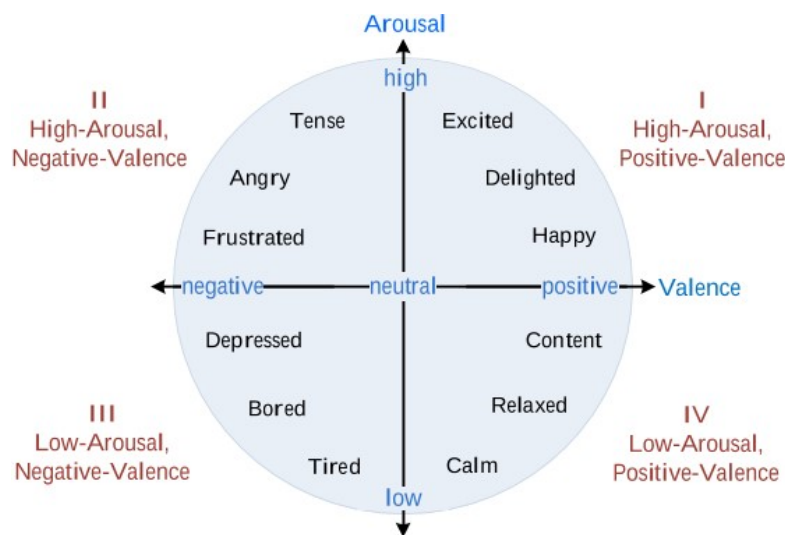 Arousal
high
II
High-Arousal,
Negative-Valence
I
High-Arousal,
Positive-Valence
Tense
Excited
Angry
Delighted
Frustrated
Happy
negative
neutral
positive
Valence
Depressed
Content
Bored
Relaxed
III
Low-Arousal,
Negative-Valence
IV
Low-Arousal,
Positive-Valence
Tired
Calm
low